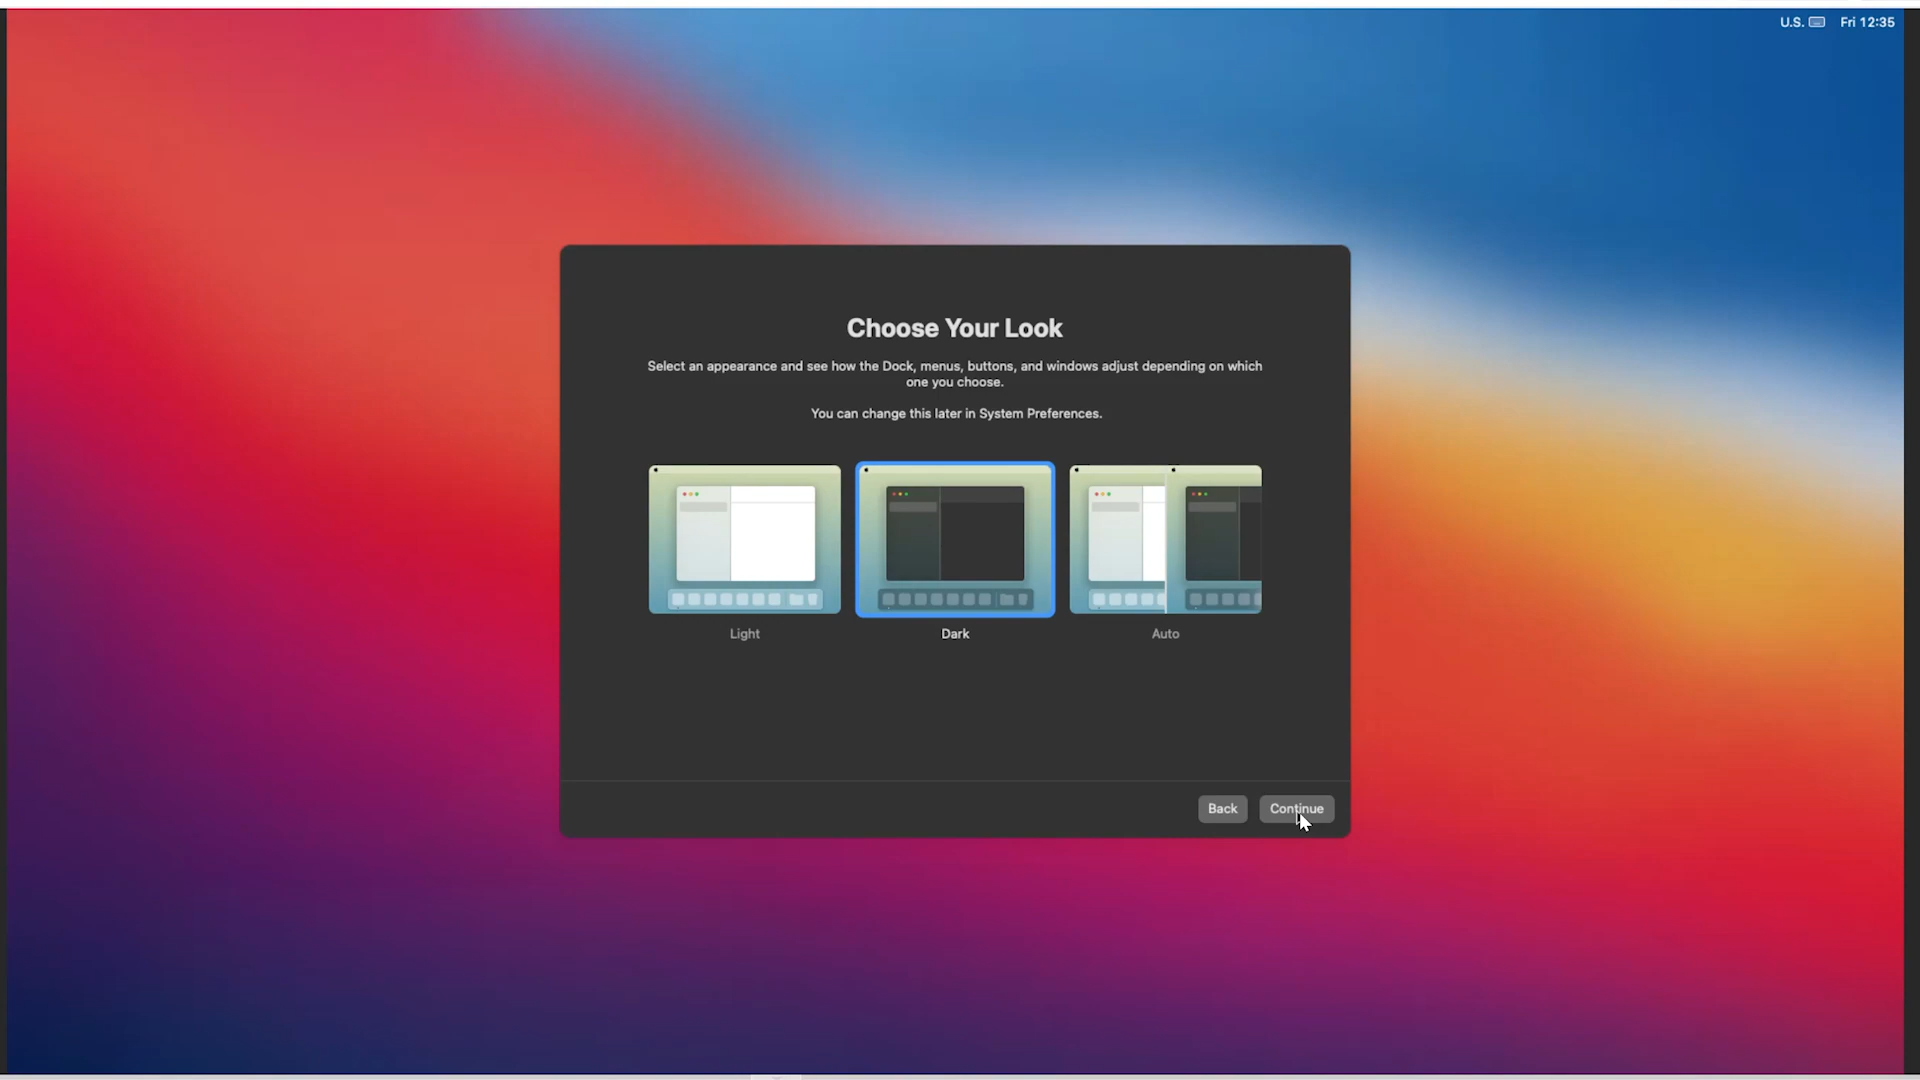 U.S. Fri 12:35
Choose Your Look
Select an appearance and see how the Dock, menus, buttons, and windows adjust depending on which
one you choose.
You can change this later in System Preferences.
Light Dark Auto
Back Continue